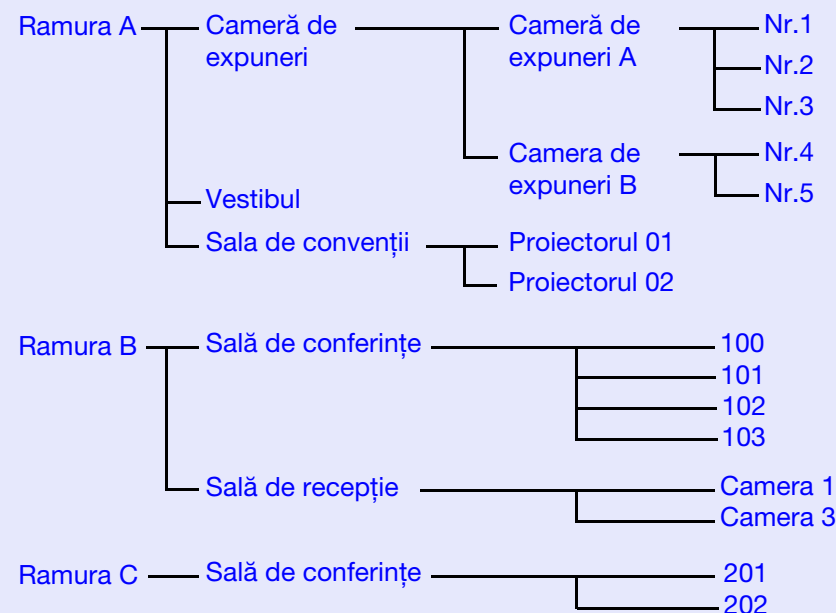 Ramura A
Cameră de
expuneri
Cameră de
expuneri A
Nr.1
Nr.2
Nr.3
Camera de
expuneri B
Nr.4
Nr.5
Vestibul
Sala de convenții
Proiectorul 01
Proiectorul 02
Ramura B
Sală de conferințe
100
101
102
103
Sală de recepție
Camera 1
Camera 3
Ramura C
Sală de conferințe
201
202